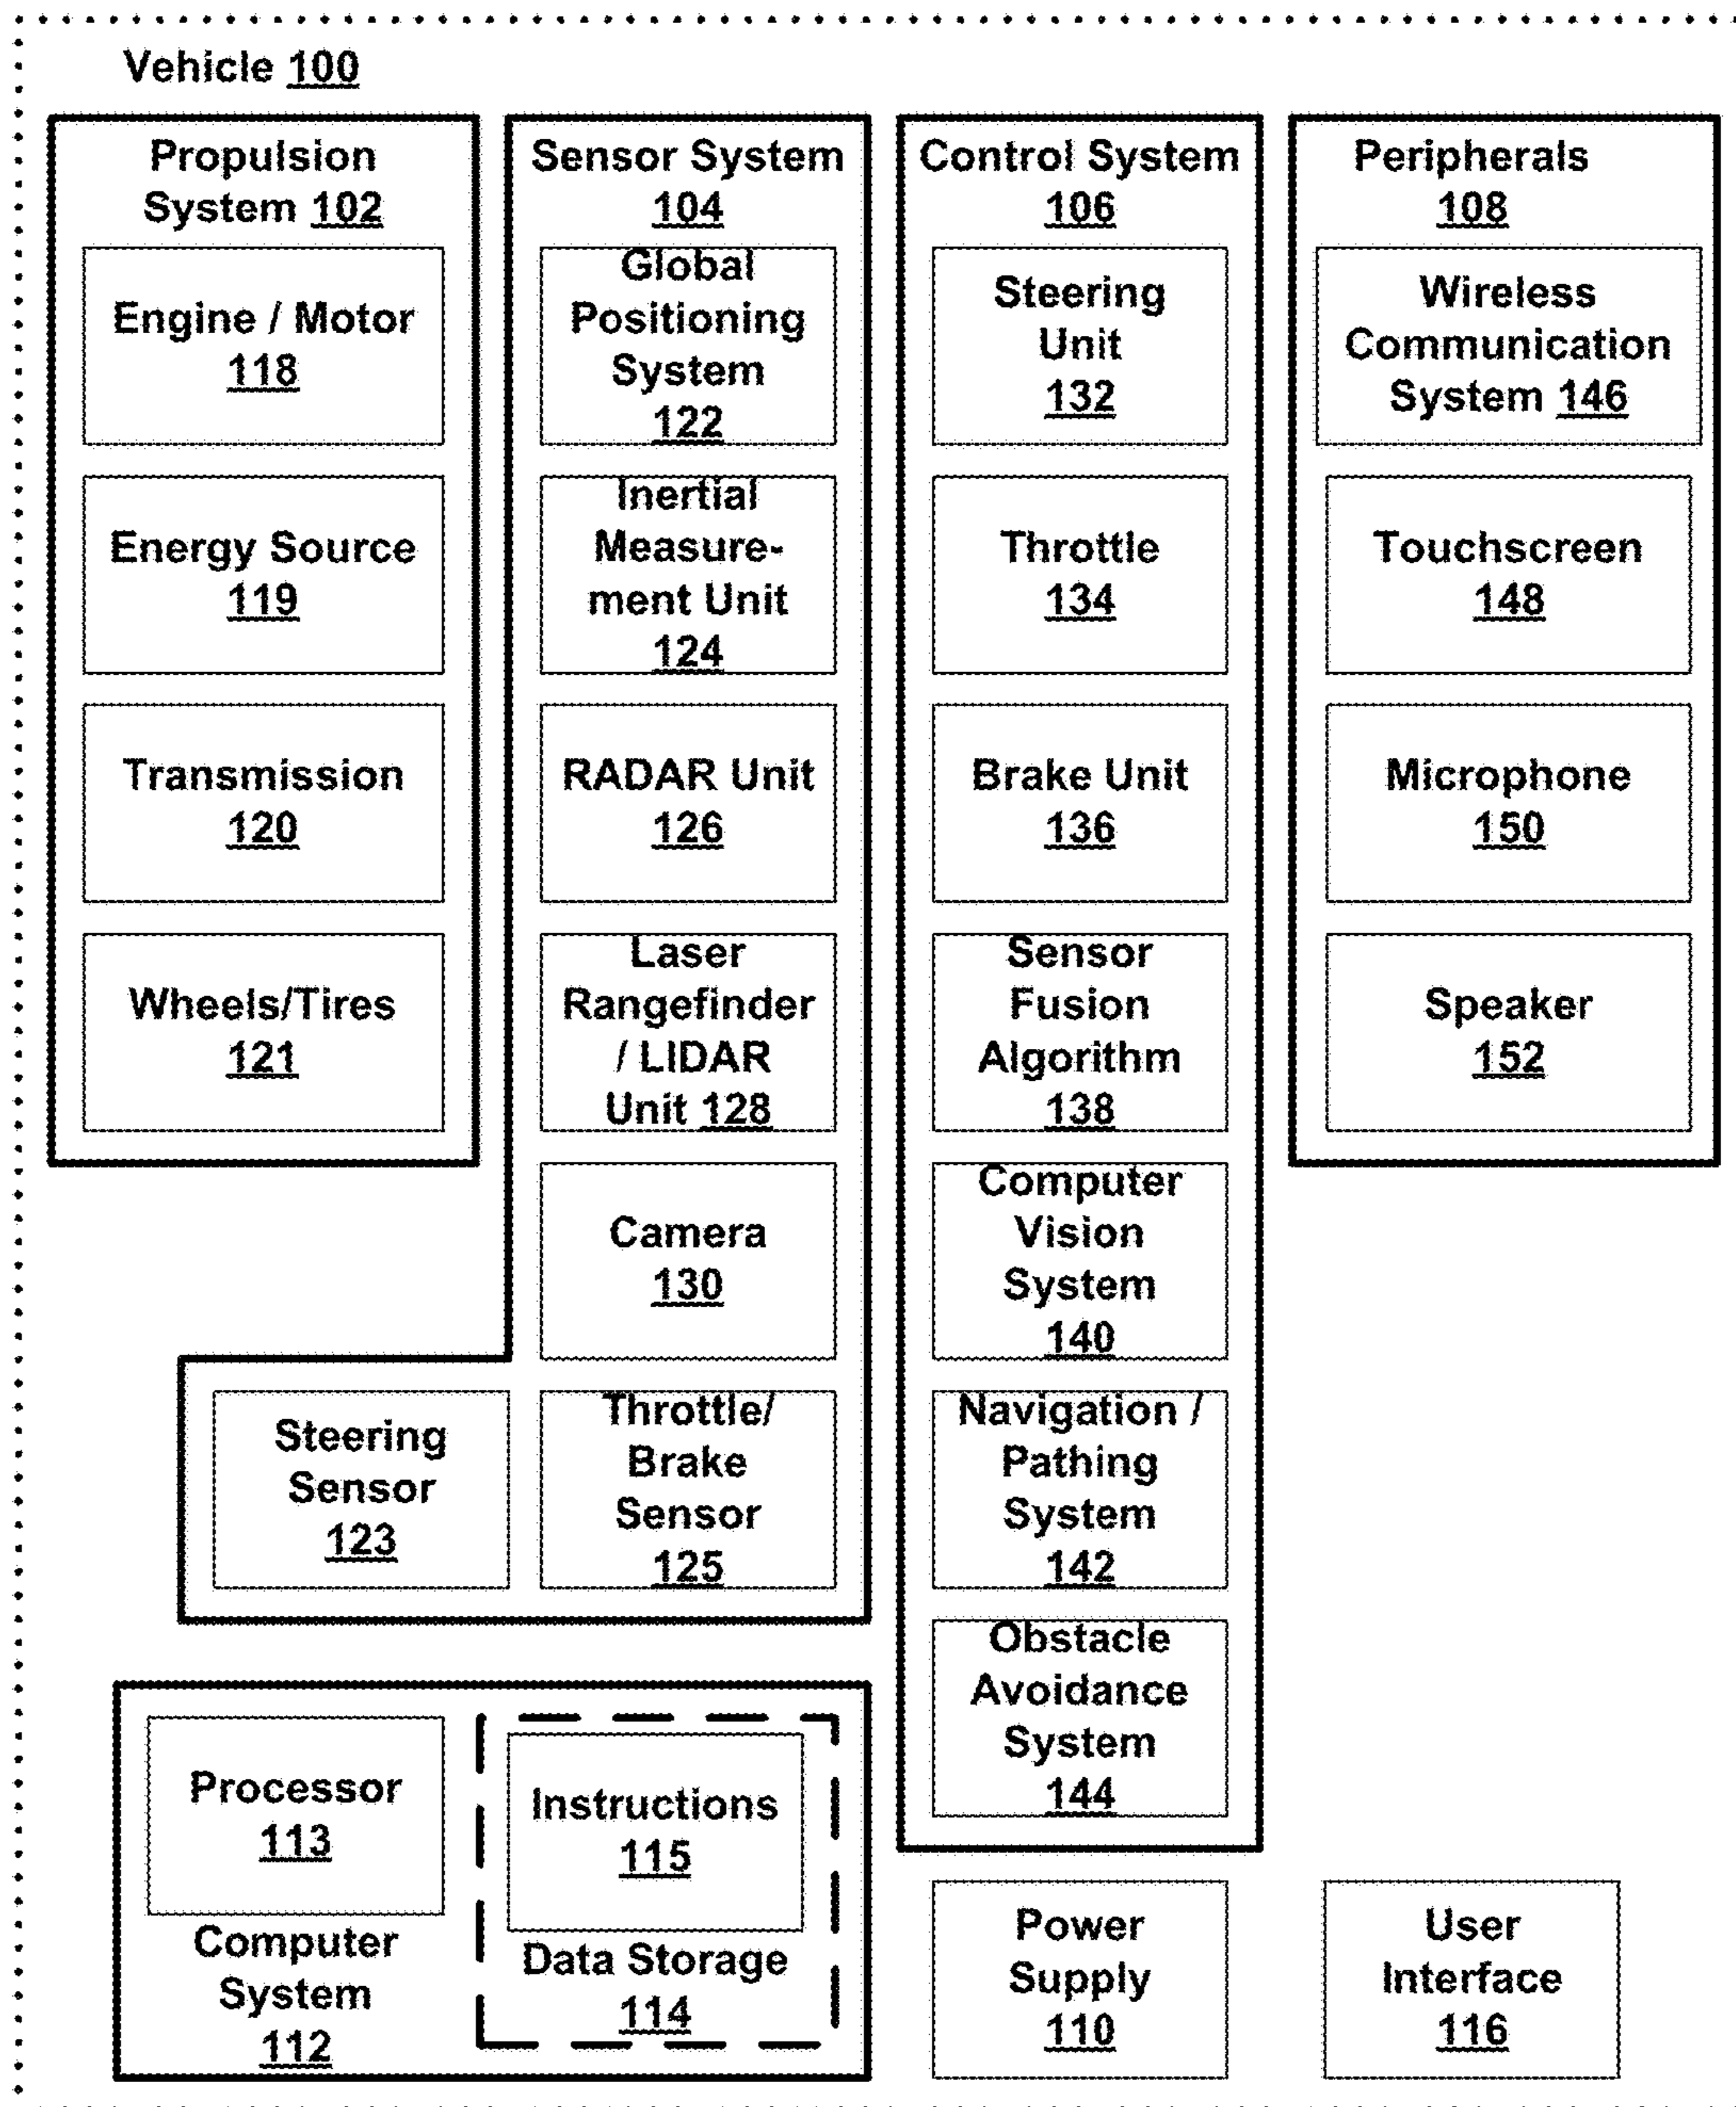 Vehicle 100
Propulsion
System 102
Engine / Motor
118
Energy Source
119
Transmission
120
Wheels/Tires
121
Sensor System
104
Global
Positioning
System
122
Inertial
Measure-
ment Unit
124
RADAR Unit
126
Laser
Rangefinder
/ LIDAR
Unit 128
Camera
130
Steering
Sensor
123
Throttle/
Brake
Sensor
125
Control System
106
Steering
Unit
132
Throttle
134
Brake Unit
136
Sensor
Fusion
Algorithm
138
Computer
Vision
System
140
Navigation /
Pathing
System
142
Obstacle
Avoidance
System
144
Peripherals
108
Wireless
Communication
System 146
Touchscreen
148
Microphone
150
Speaker
152
Processor
113
Computer
System
112
Instructions
115
Data Storage
114
Power
Supply
110
User
Interface
116